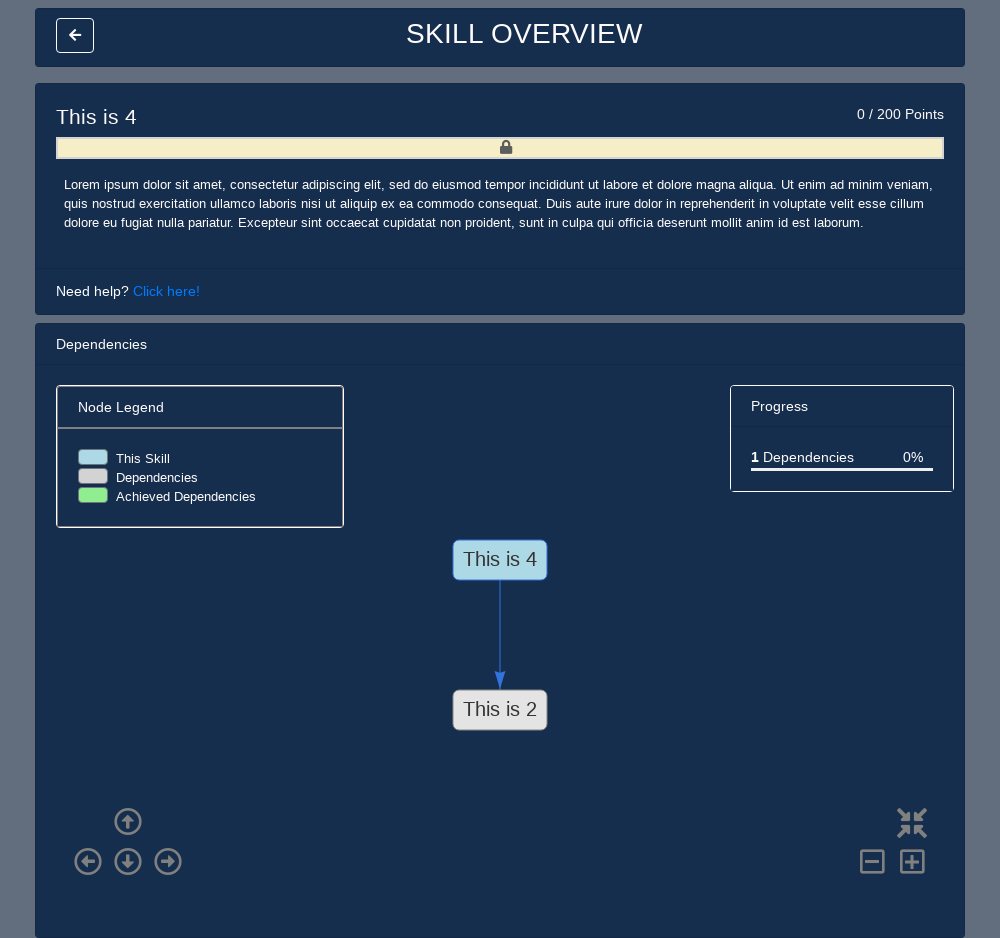 SKILL OVERVIEW
This is 4
0 / 200 Points
Lorem ipsum dolor sit amet, consectetur adipiscing elit, sed do eiusmod tempor incididunt ut labore et dolore magna aliqua. Ut enim ad minim veniam,
quis nostrud exercitation ullamco laboris nisi ut aliquip ex ea commodo consequat. Duis aute irure dolor in reprehenderit in voluptate velit esse cillum
dolore eu fugiat nulla pariatur. Excepteur sint occaecat cupidatat non proident, sunt in culpa qui officia deserunt mollit anim id est laborum.
Need help? Click here!
Dependencies
Node Legend
This Skill
Dependencies
Achieved Dependencies
Progress
1 Dependencies 0%
This is 4
This is 2